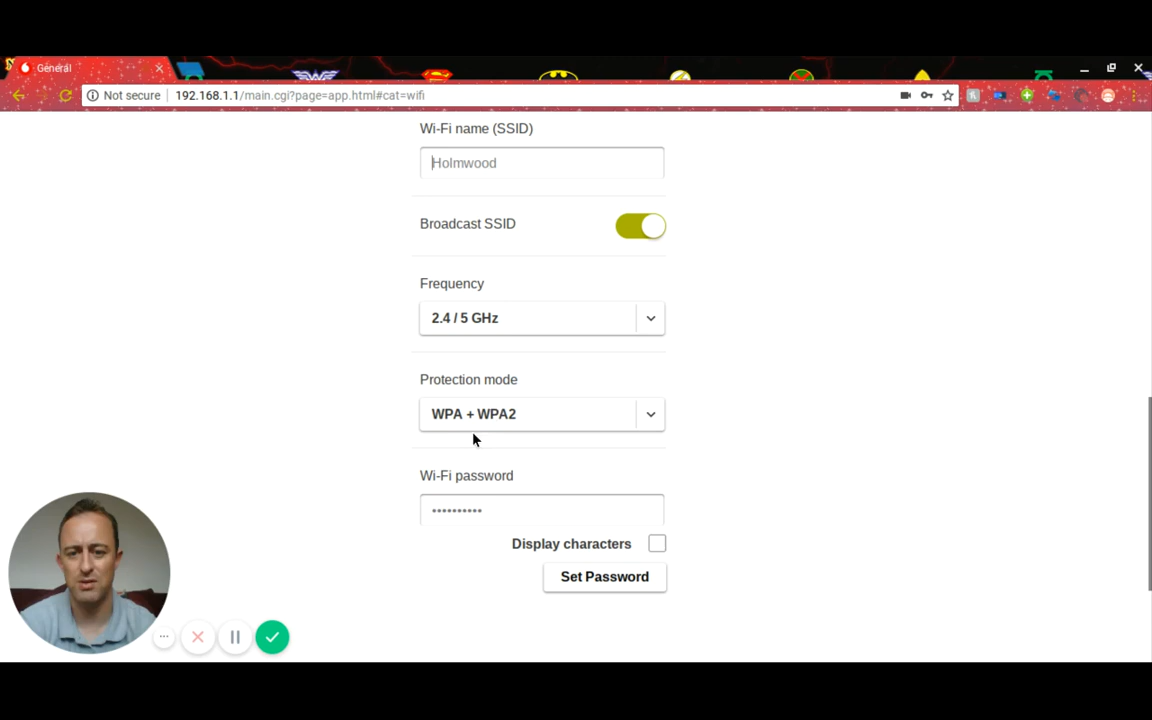 Général
Not secure 192.168.1.1/main.cgi?page=app.html#cat=wifi
Wi-Fi name (SSID)
Holmwood
Broadcast SSID
Frequency
2.4 / 5 GHz
Protection mode
WPA + WPA2
Wi-Fi password
••••••••••
Display characters
Set Password